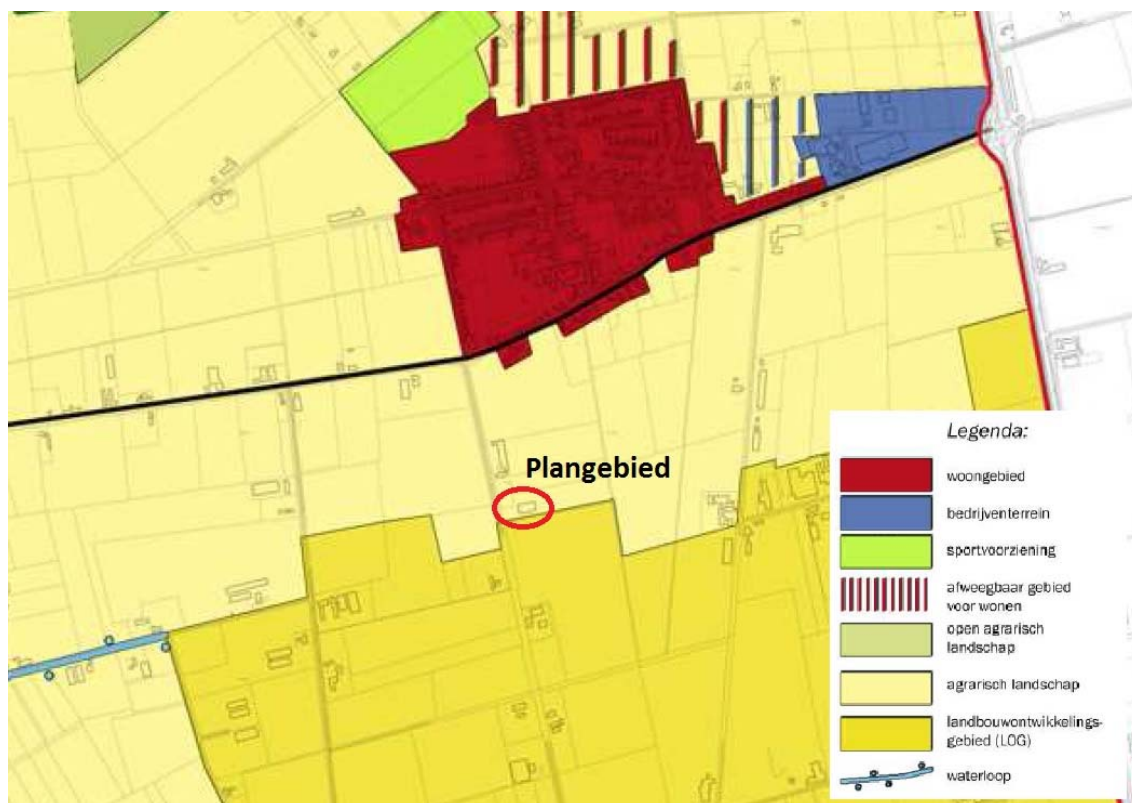 Plangebied
Legenda:
woongebied
bedrijventerrein
sportvoorziening
afweegbaar gebied
voor wonen
open agrarisch
landschap
agrarisch landschap
landbouwontwikkelings-
gebied (LOG)
waterloop